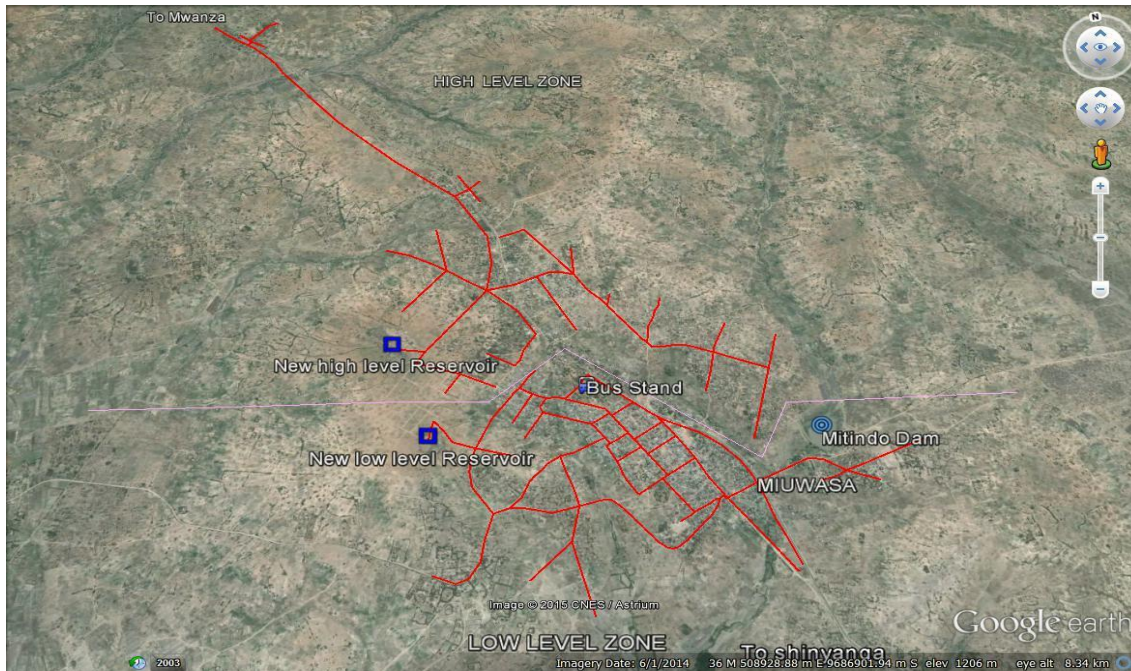 To Mwanza
N
HIGH LEVEL ZONE
New high level Reservoir
Bus Stand
Mitindo Dam
New low level Reservoir
MIUWASA
Image © 2015 CNES / Astrium
Google earth
LOW LEVEL ZONE
To shinyanga
2003
Imagery Date: 6/1/2014 36 M 508928.88 m E 9686901.94 m S elev 1206 m eye alt 8.34 km